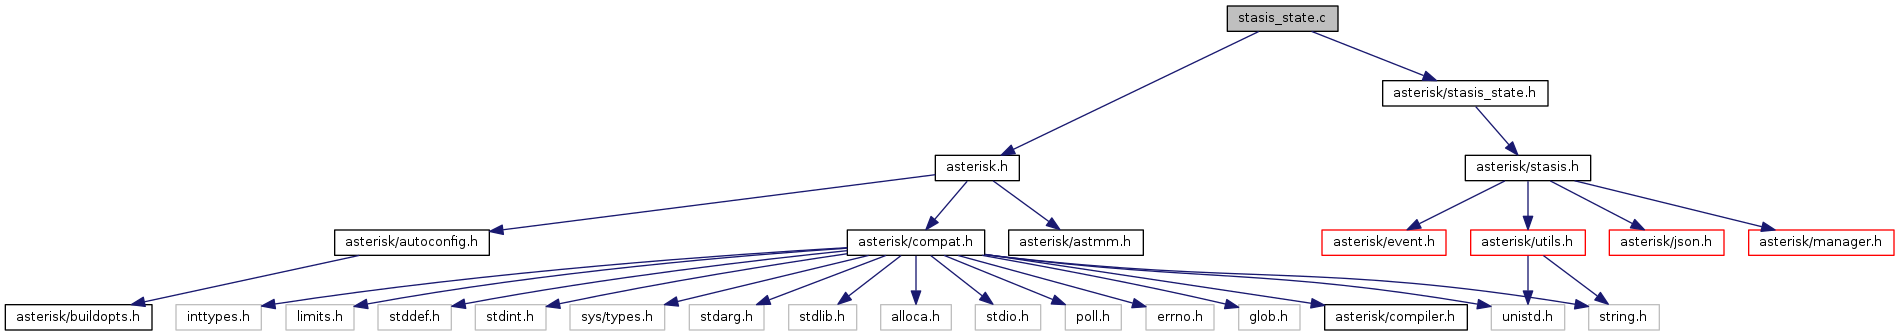 stasis_state.c
asterisk/stasis_state.h
asterisk.h
asterisk/stasis.h
asterisk/autoconfig.h
asterisk/compat.h
asterisk/astmm.h
asterisk/event.h
asterisk/utils.h
asterisk/json.h
asterisk/manager.h
asterisk/buildopts.h
inttypes.h
limits.h
stddef.h
stdint.h
sys/types.h
stdarg.h
stdlib.h
alloca.h
stdio.h
poll.h
errno.h
glob.h
asterisk/compiler.h
unistd.h
string.h